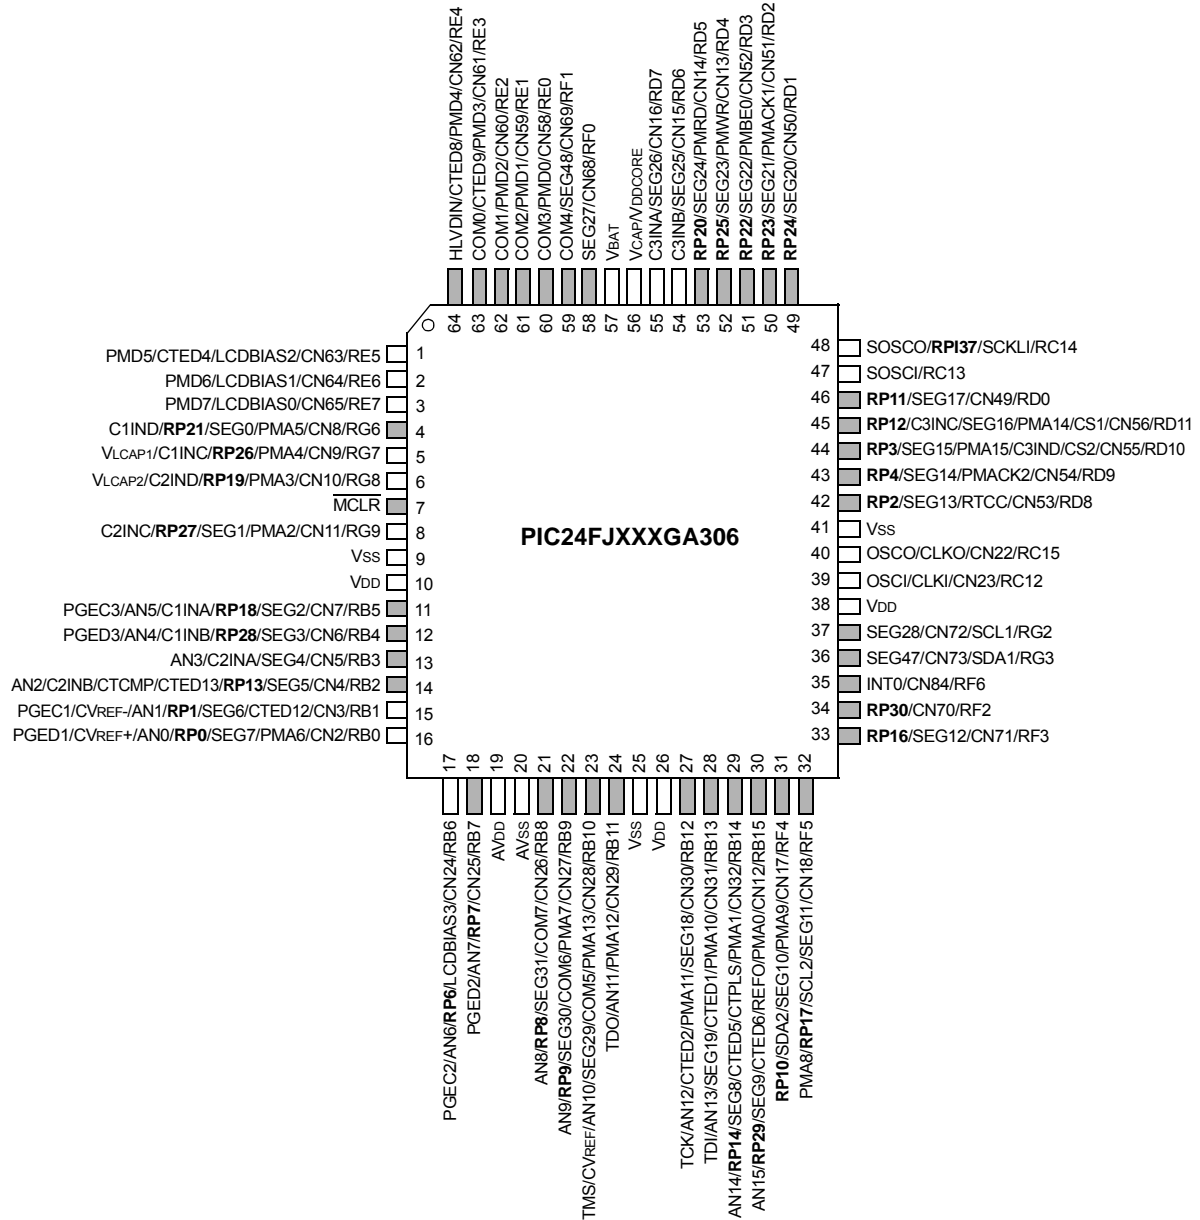 HLVDIN/CTED8/PMD4/CN62/RE4
COM0/CTED9/PMD3/CN61/RE3
COM1/PMD2/CN60/RE2
COM2/PMD1/CN59/RE1
COM3/PMD0/CN58/RE0
COM4/SEG48/CN69/RF1
SEG27/CN68/RF0
VBAT
VCAP/VDDCORE
C3INA/SEG26/CN16/RD7
C3INB/SEG25/CN15/RD6
RP20/SEG24/PMRD/CN14/RD5
RP25/SEG23/PMWR/CN13/RD4
RP22/SEG22/PMBE0/CN52/RD3
RP23/SEG21/PMACK1/CN51/RD2
RP24/SEG20/CN50/RD1
64 63 62 61 60 59 58 57 56 55 54 53 52 51 50 49
PMD5/CTED4/LCDBIAS2/CN63/RE5 1
PMD6/LCDBIAS1/CN64/RE6 2
PMD7/LCDBIAS0/CN65/RE7 3
C1IND/RP21/SEG0/PMA5/CN8/RG6 4
VLCAP1/C1INC/RP26/PMA4/CN9/RG7 5
VLCAP2/C2IND/RP19/PMA3/CN10/RG8 6
MCLR 7
C2INC/RP27/SEG1/PMA2/CN11/RG9 8
VSS 9
VDD 10
PGEC3/AN5/C1INA/RP18/SEG2/CN7/RB5 11
PGED3/AN4/C1INB/RP28/SEG3/CN6/RB4 12
AN3/C2INA/SEG4/CN5/RB3 13
AN2/C2INB/CTCMP/CTED13/RP13/SEG5/CN4/RB2 14
PGEC1/CVREF-/AN1/RP1/SEG6/CTED12/CN3/RB1 15
PGED1/CVREF+/AN0/RP0/SEG7/PMA6/CN2/RB0 16
PIC24FJXXXGA306
48 SOSCO/RPI37/SCKLI/RC14
47 SOSCI/RC13
46 RP11/SEG17/CN49/RD0
45 RP12/C3INC/SEG16/PMA14/CS1/CN56/RD11
44 RP3/SEG15/PMA15/C3IND/CS2/CN55/RD10
43 RP4/SEG14/PMACK2/CN54/RD9
42 RP2/SEG13/RTCC/CN53/RD8
41 VSS
40 OSCO/CLKO/CN22/RC15
39 OSCI/CLKI/CN23/RC12
38 VDD
37 SEG28/CN72/SCL1/RG2
36 SEG47/CN73/SDA1/RG3
35 INT0/CN84/RF6
34 RP30/CN70/RF2
33 RP16/SEG12/CN71/RF3
17 18 19 20 21 22 23 24 25 26 27 28 29 30 31 32
PGEC2/AN6/RP6/LCDBIAS3/CN24/RB6
PGED2/AN7/RP7/CN25/RB7
AVDD
AVSS
AN8/RP8/SEG31/COM7/CN26/RB8
AN9/RP9/SEG30/COM6/PMA7/CN27/RB9
TMS/CVREF/AN10/SEG29/COM5/PMA13/CN28/RB10
TDO/AN11/PMA12/CN29/RB11
VSS
VDD
TCK/AN12/CTED2/PMA11/SEG18/CN30/RB12
TDI/AN13/SEG19/CTED1/PMA10/CN31/RB13
AN14/RP14/SEG8/CTED5/CTPLS/PMA1/CN32/RB14
AN15/RP29/SEG9/CTED6/REFO/PMA0/CN12/RB15
RP10/SDA2/SEG10/PMA9/CN17/RF4
PMA8/RP17/SCL2/SEG11/CN18/RF5